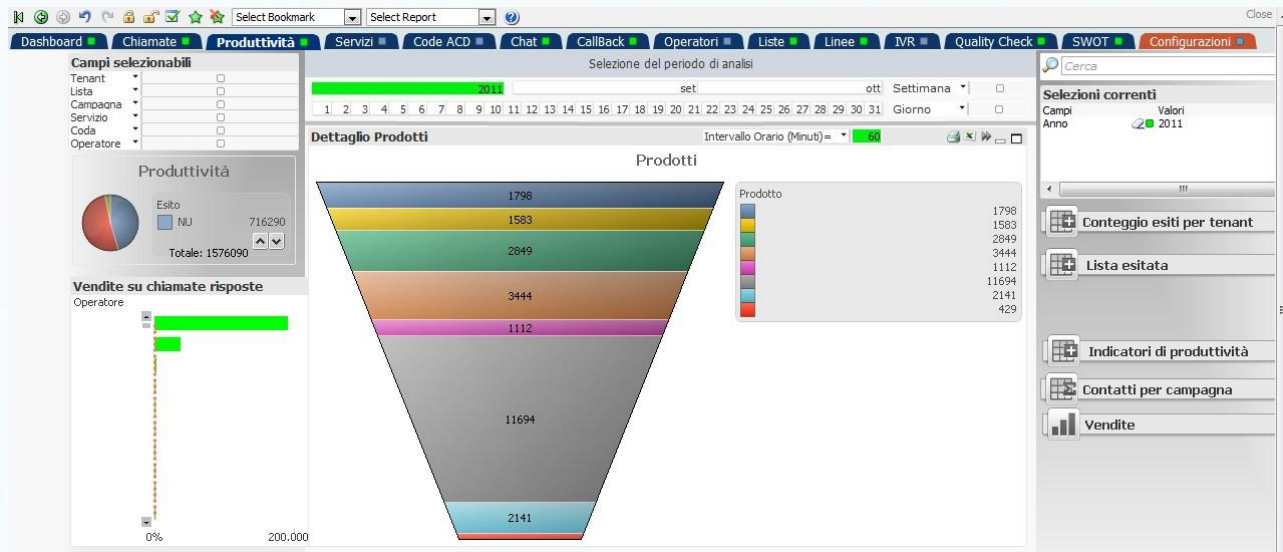 Select Bookmark Select Report Close
Dashboard Chiamate Produttività Servizi Code ACD Chat CallBack Operatori Liste Linee IVR Quality Check SWOT Configurazioni
Campi selezionabili
Tenant
Lista
Campagna
Servizio
Coda
Operatore
Produttività
Esito
NU 716290
Totale: 1576090
Vendite su chiamate risposte
Operatore
0% 200.000
Selezione del periodo di analisi
2011 set ott Settimana
1 2 3 4 5 6 7 8 9 10 11 12 13 14 15 16 17 18 19 20 21 22 23 24 25 26 27 28 29 30 31 Giorno
Dettaglio Prodotti Intervallo Orario (Minuti)= 60
Prodotti
1798
1583
2849
3444
1112
11694
2141
Prodotto
1798
1583
2849
3444
1112
11694
2141
429
Cerca
Selezioni correnti
Campi Valori
Anno 2011
Conteggio esiti per tenant
Lista esitata
Indicatori di produttività
Contatti per campagna
Vendite